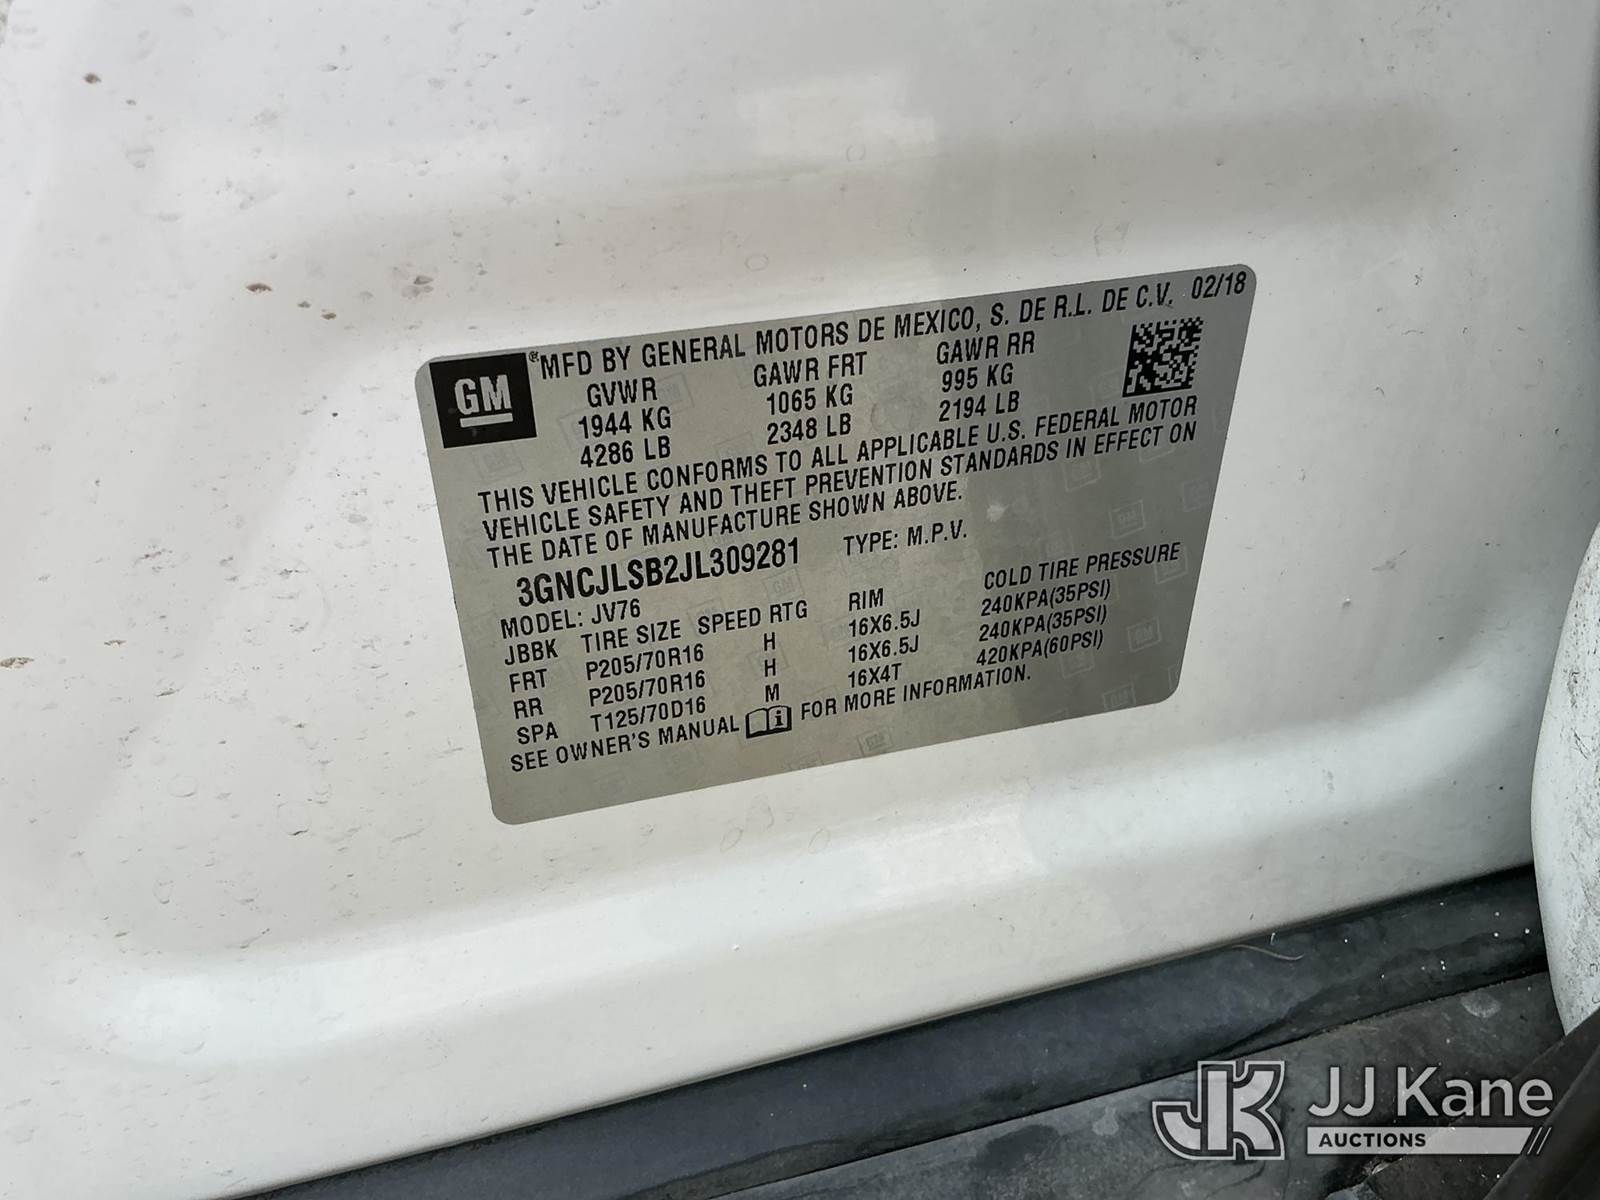 GM
®MFD BY GENERAL MOTORS DE MEXICO, S. DE R.L. DE C.V. 02/18
GVWR GAWR FRT GAWR RR
1944 KG 1065 KG 995 KG
4286 LB 2348 LB 2194 LB
THIS VEHICLE CONFORMS TO ALL APPLICABLE U.S. FEDERAL MOTOR
VEHICLE SAFETY AND THEFT PREVENTION STANDARDS IN EFFECT ON
THE DATE OF MANUFACTURE SHOWN ABOVE.
3GNCJLSB2JL309281 TYPE: M.P.V.
MODEL: JV76
JBBK TIRE SIZE SPEED RTG RIM COLD TIRE PRESSURE
FRT P205/70R16 H 16X6.5J 240KPA(35PSI)
RR P205/70R16 H 16X6.5J 240KPA(35PSI)
SPA T125/70D16 M 16X4T 420KPA(60PSI)
SEE OWNER'S MANUAL FOR MORE INFORMATION.
JK JJ Kane
AUCTIONS